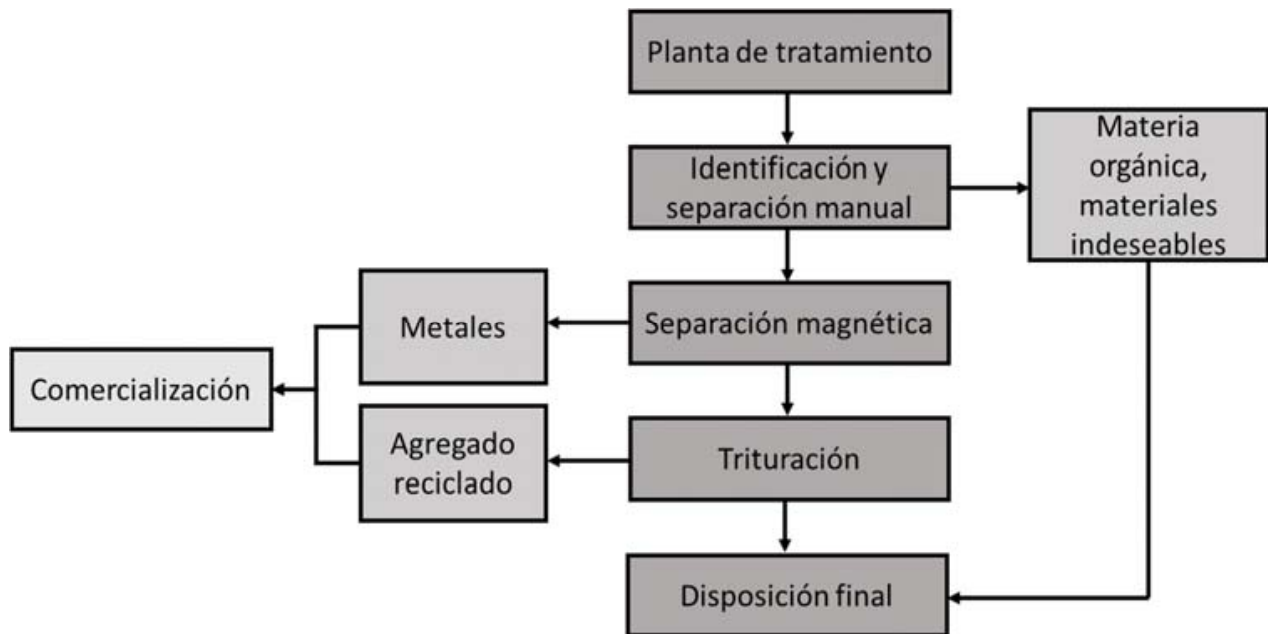 Planta de tratamiento
Identificación y
separación manual
Materia
orgánica,
materiales
indeseables
Separación magnética
Metales
Comercialización
Trituración
Agregado
reciclado
Disposición final